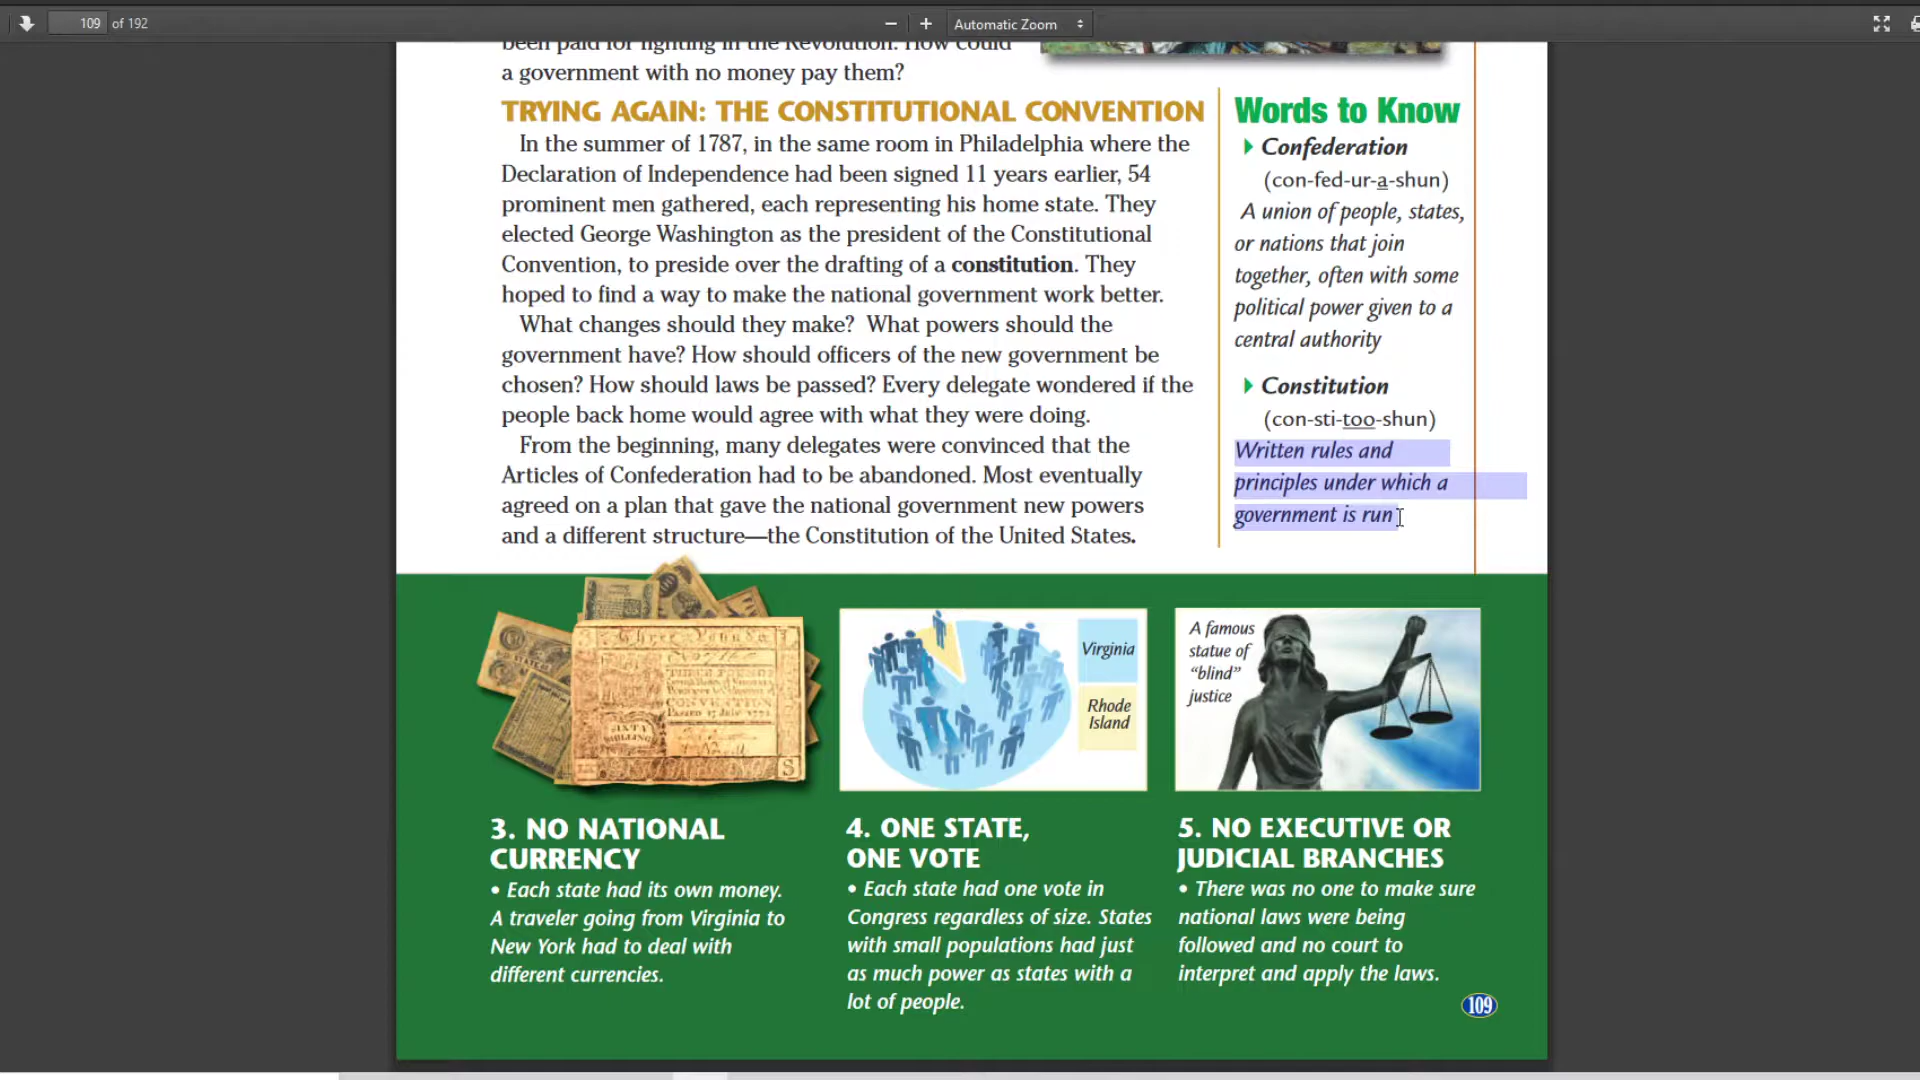 109 of 192
Automatic Zoom
been paid for fighting in the Revolution. How could
a government with no money pay them?
TRYING AGAIN: THE CONSTITUTIONAL CONVENTION
In the summer of 1787, in the same room in Philadelphia where the
Declaration of Independence had been signed 11 years earlier, 54
prominent men gathered, each representing his home state. They
elected George Washington as the president of the Constitutional
Convention, to preside over the drafting of a constitution. They
hoped to find a way to make the national government work better.
What changes should they make? What powers should the
government have? How should officers of the new government be
chosen? How should laws be passed? Every delegate wondered if the
people back home would agree with what they were doing.
From the beginning, many delegates were convinced that the
Articles of Confederation had to be abandoned. Most eventually
agreed on a plan that gave the national government new powers
and a different structure—the Constitution of the United States.
Words to Know
Confederation
(con-fed-ur-a-shun)
A union of people, states,
or nations that join
together, often with some
political power given to a
central authority
Constitution
(con-sti-too-shun)
Written rules and
principles under which a
government is run
Virginia
Rhode
Island
A famous
statue of
“blind”
justice
3. NO NATIONAL
CURRENCY
• Each state had its own money.
A traveler going from Virginia to
New York had to deal with
different currencies.
4. ONE STATE,
ONE VOTE
• Each state had one vote in
Congress regardless of size. States
with small populations had just
as much power as states with a
lot of people.
5. NO EXECUTIVE OR
JUDICIAL BRANCHES
• There was no one to make sure
national laws were being
followed and no court to
interpret and apply the laws.
109